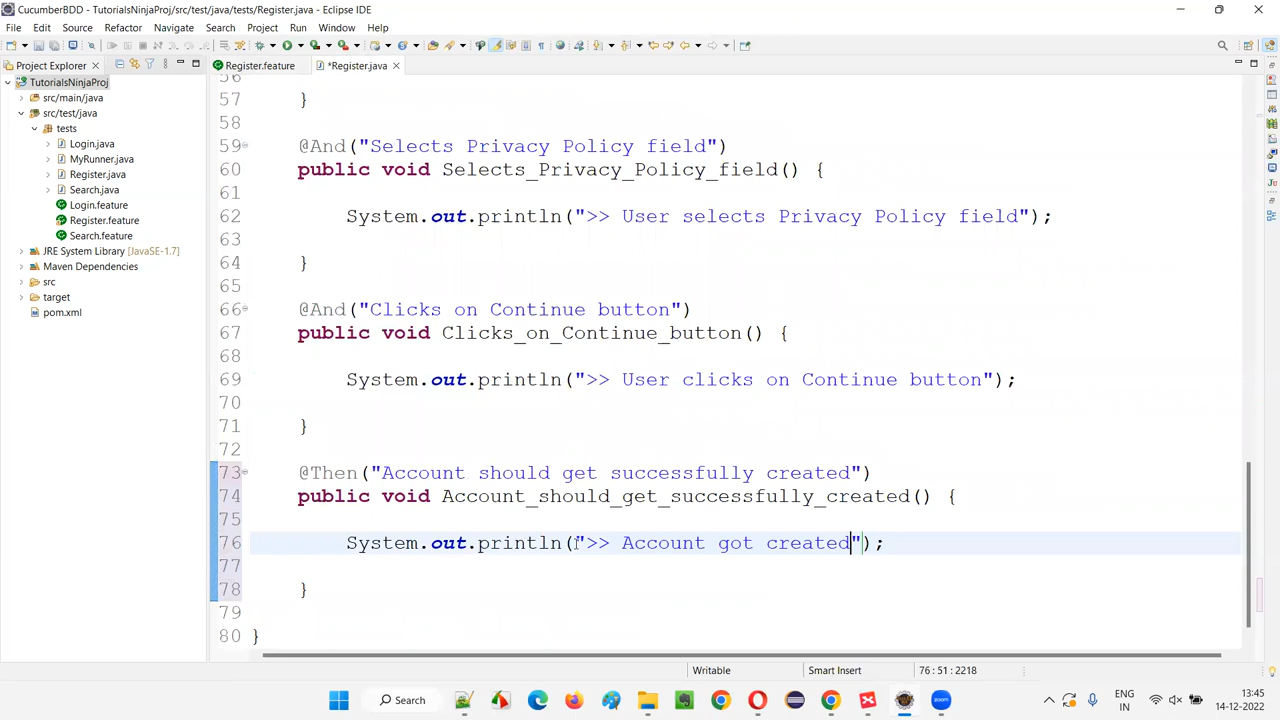 CucumberBDD - TutorialsNinjaProj/src/test/java/tests/Register.java - Eclipse IDE
File Edit Source Refactor Navigate Search Project Run Window Help
Project Explorer
Register.feature
*Register.java
TutorialsNinjaProj
src/main/java
src/test/java
tests
Login.java
MyRunner.java
Register.java
Search.java
Login.feature
Register.feature
Search.feature
JRE System Library [JavaSE-1.7]
Maven Dependencies
src
target
pom.xml
56
57 }
58
59 @And("Selects Privacy Policy field")
60 public void Selects_Privacy_Policy_field() {
61
62 System.out.println(">> User selects Privacy Policy field");
63
64 }
65
66 @And("Clicks on Continue button")
67 public void Clicks_on_Continue_button() {
68
69 System.out.println(">> User clicks on Continue button");
70
71 }
72
73 @Then("Account should get successfully created")
74 public void Account_should_get_successfully_created() {
75
76 System.out.println(">> Account got created");
77
78 }
79
80 }
Writable Smart Insert 76 : 51 : 2218
Search
zoom
ENG
IN
13:45
14-12-2022